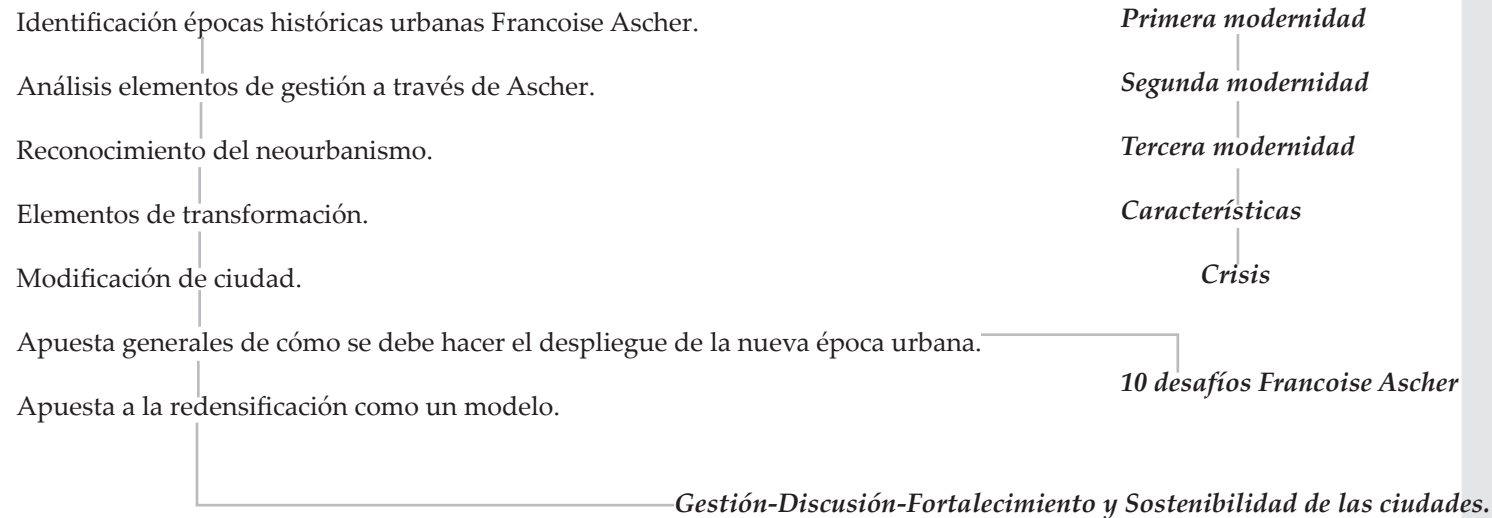 Identificación épocas históricas urbanas Francoise Ascher.
Primera modernidad
Análisis elementos de gestión a través de Ascher.
Segunda modernidad
Reconocimiento del neourbanismo.
Tercera modernidad
Elementos de transformación.
Características
Modificación de ciudad.
Crisis
Apuesta generales de cómo se debe hacer el despliegue de la nueva época urbana.
10 desafíos Francoise Ascher
Apuesta a la redensificación como un modelo.
Gestión-Discusión-Fortalecimiento y Sostenibilidad de las ciudades.